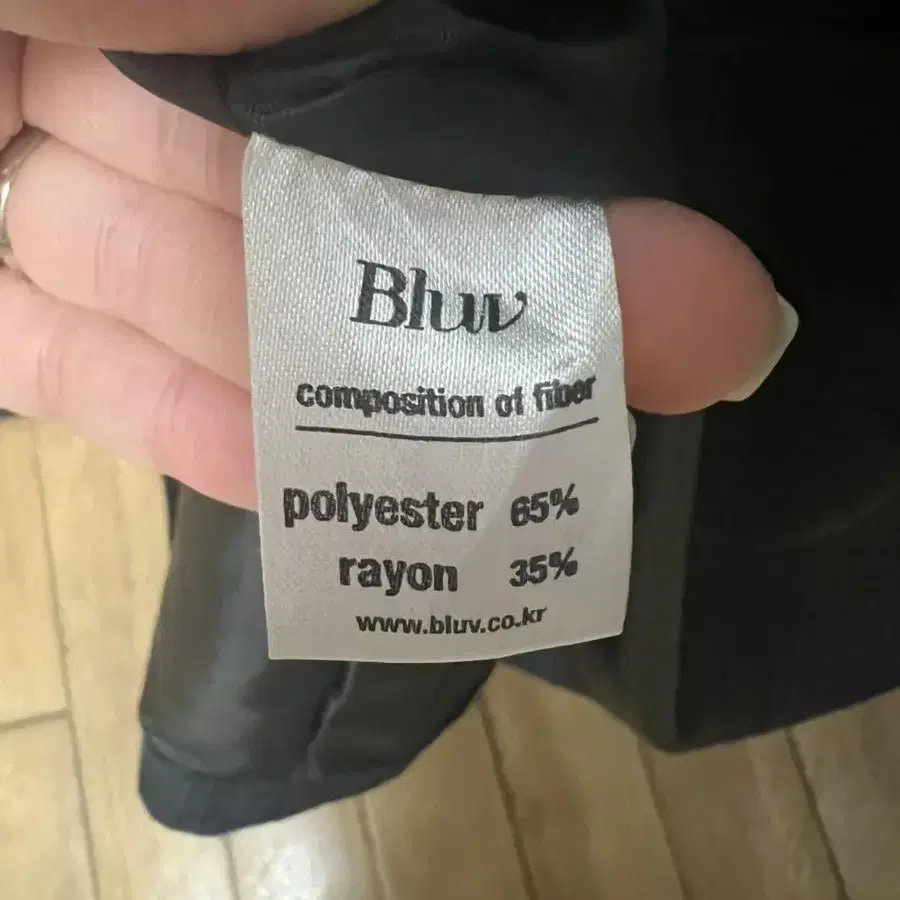 Bluv
composition of fiber
polyester 65%
rayon 35%
www.bluv.co.kr